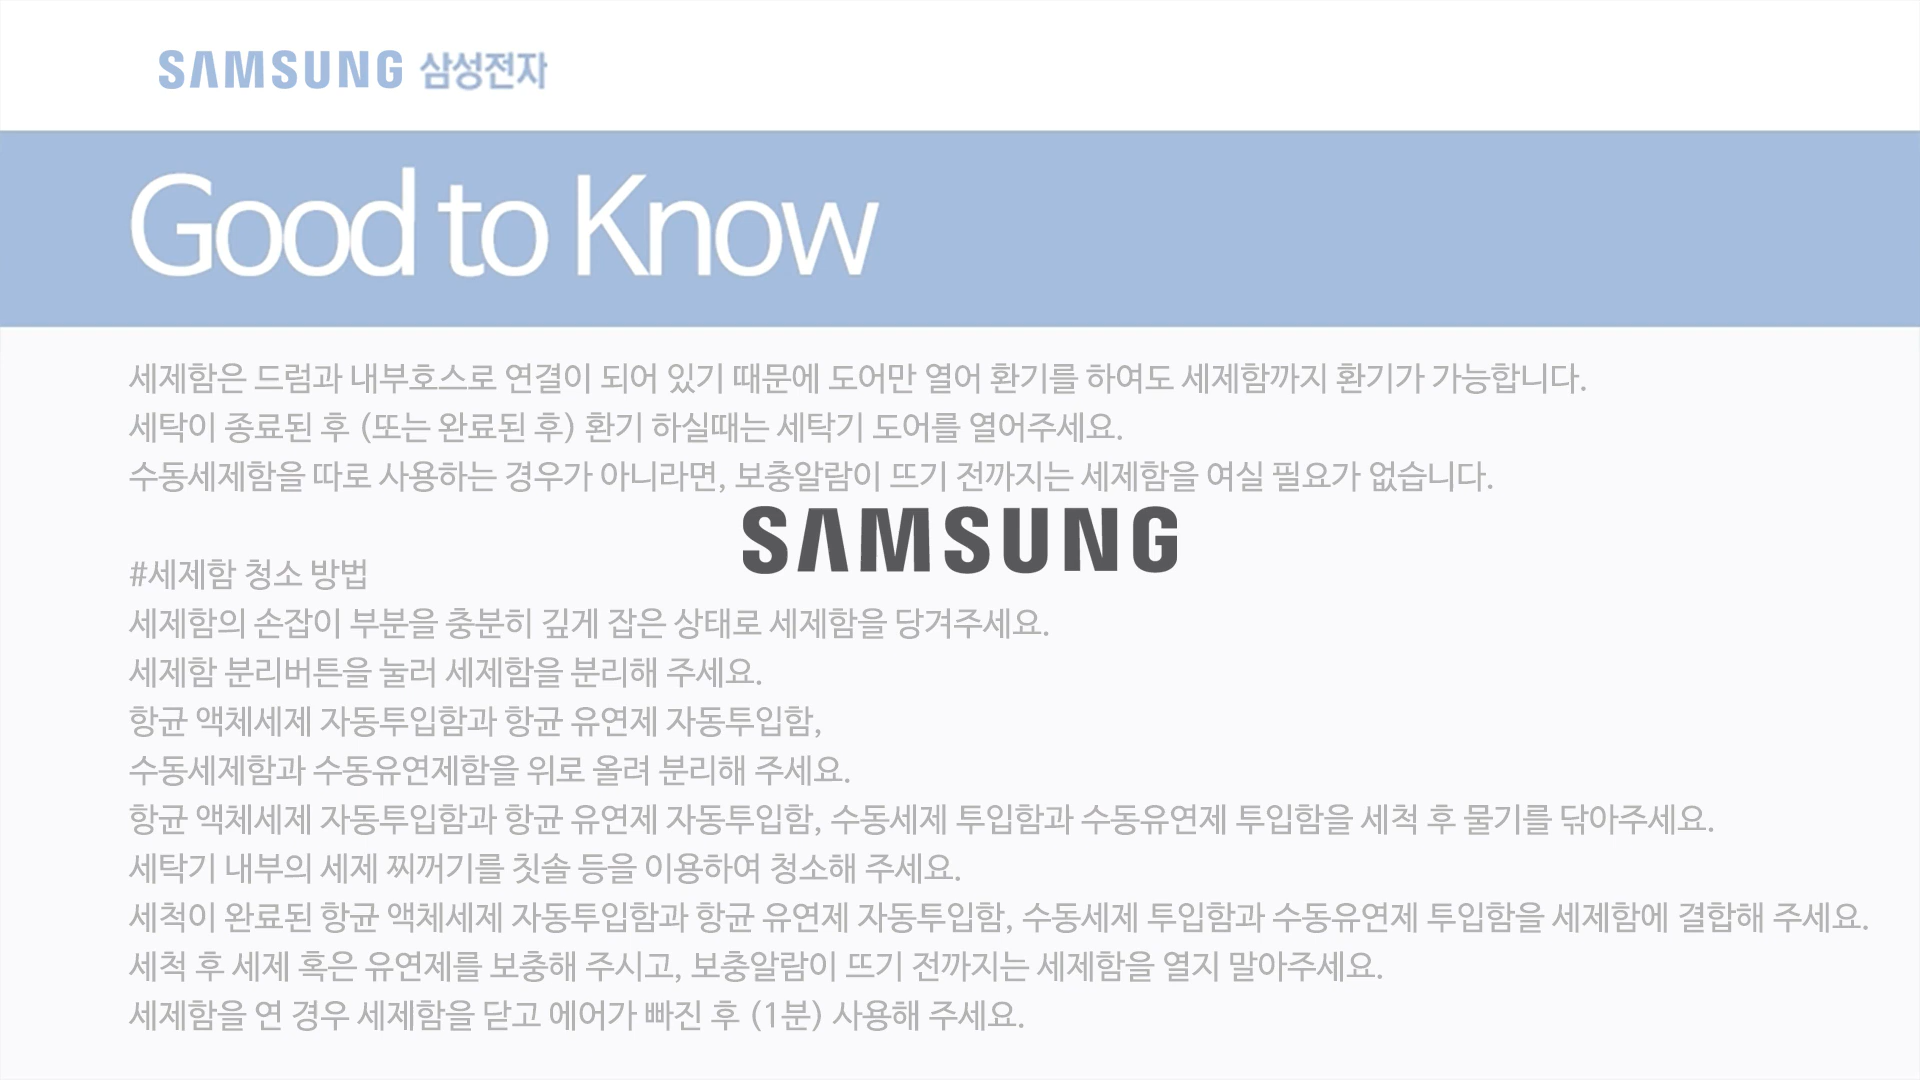 SAMSUNG 삼성전자
Good to Know
세제함은 드럼과 내부호스로 연결이 되어 있기 때문에 도어만 열어 환기를 하여도 세제함까지 환기가 가능합니다.
세탁이 종료된 후 (또는 완료된 후) 환기 하실때는 세탁기 도어를 열어주세요.
수동세제함을 따로 사용하는 경우가 아니라면, 보충알람이 뜨기 전까지는 세제함을 여실 필요가 없습니다.
SAMSUNG
#세제함 청소 방법
세제함의 손잡이 부분을 충분히 깊게 잡은 상태로 세제함을 당겨주세요.
세제함 분리버튼을 눌러 세제함을 분리해 주세요.
항균 액체세제 자동투입함과 항균 유연제 자동투입함,
수동세제함과 수동유연제함을 위로 올려 분리해 주세요.
항균 액체세제 자동투입함과 항균 유연제 자동투입함, 수동세제 투입함과 수동유연제 투입함을 세척 후 물기를 닦아주세요.
세탁기 내부의 세제 찌꺼기를 칫솔 등을 이용하여 청소해 주세요.
세척이 완료된 항균 액체세제 자동투입함과 항균 유연제 자동투입함, 수동세제 투입함과 수동유연제 투입함을 세제함에 결합해 주세요.
세척 후 세제 혹은 유연제를 보충해 주시고, 보충알람이 뜨기 전까지는 세제함을 열지 말아주세요.
세제함을 연 경우 세제함을 닫고 에어가 빠진 후 (1분) 사용해 주세요.